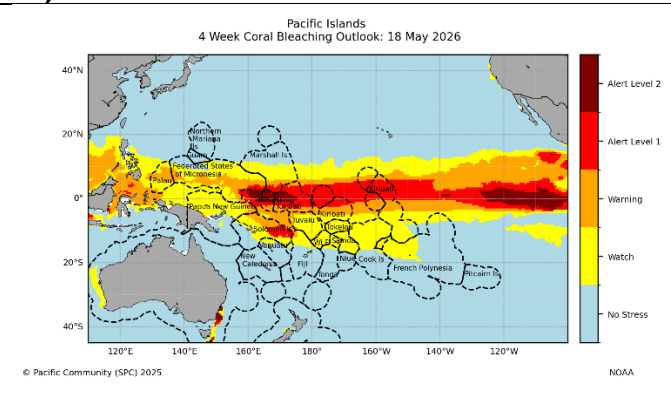 Pacific Islands
4 Week Coral Bleaching Outlook: 18 May 2026
40°N
20°N
0°
20°S
40°S
120°E
140°E
160°E
180°
160°W
140°W
120°W
Northern
Mariana
Is
Guam
Federated States
of Micronesia
Marshall Is
Palau
Kiribati
Nauru
Papua New Guinea
Kiribati
Kiribati
Tuvalu
Solomon Is
Tokelau
WF
Samoa
Vanuatu
New
Caledonia
Fiji
Niue
Cook Is
Tonga
French Polynesia
Pitcairn Is
Alert Level 2
Alert Level 1
Warning
Watch
No Stress
© Pacific Community (SPC) 2025
NOAA